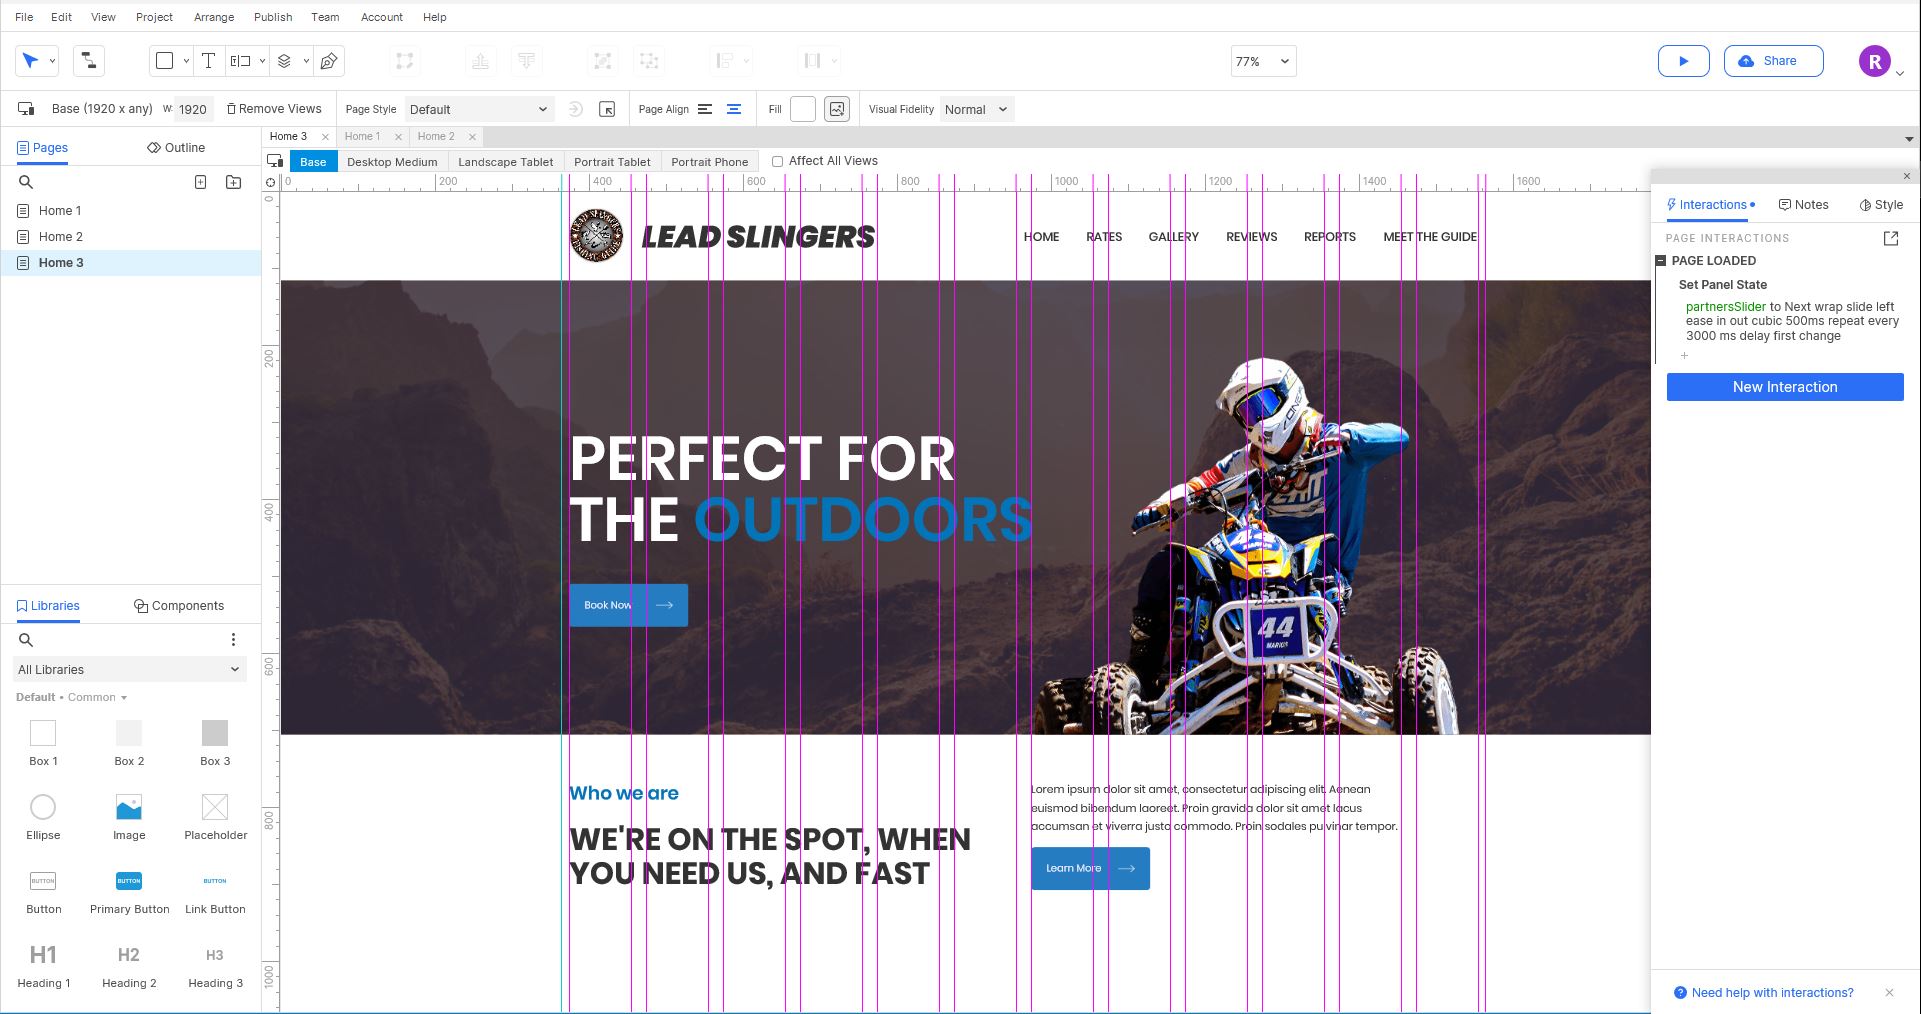 File Edit View Project Arrange Publish Team Account Help
77%
Share
R
Base (1920 x any) W: 1920 Remove Views Page Style Default Page Align Fill Visual Fidelity Normal
Pages Outline
Home 3 Home 1 Home 2
Base Desktop Medium Landscape Tablet Portrait Tablet Portrait Phone Affect All Views
0 200 400 600 800 1000 1200 1400 1600
0
200
400
600
800
1000
Home 1
Home 2
Home 3
Libraries Components
All Libraries
Default • Common
Box 1 Box 2 Box 3
Ellipse Image Placeholder
BUTTON BUTTON BUTTON
Button Primary Button Link Button
H1 H2 H3
Heading 1 Heading 2 Heading 3
LEAD SLINGERS
HOME RATES GALLERY REVIEWS REPORTS MEET THE GUIDE
PERFECT FOR
THE OUTDOORS
Book Now
44
Who we are
WE'RE ON THE SPOT, WHEN
YOU NEED US, AND FAST
Lorem ipsum dolor sit amet, consectetur adipiscing elit. Aenean
euismod bibendum laoreet. Proin gravida dolor sit amet lacus
accumsan et viverra justo commodo. Proin sodales pulvinar tempor.
Learn More
Interactions Notes Style
PAGE INTERACTIONS
PAGE LOADED
Set Panel State
partnersSlider to Next wrap slide left
ease in out cubic 500ms repeat every
3000 ms delay first change
New Interaction
Need help with interactions?